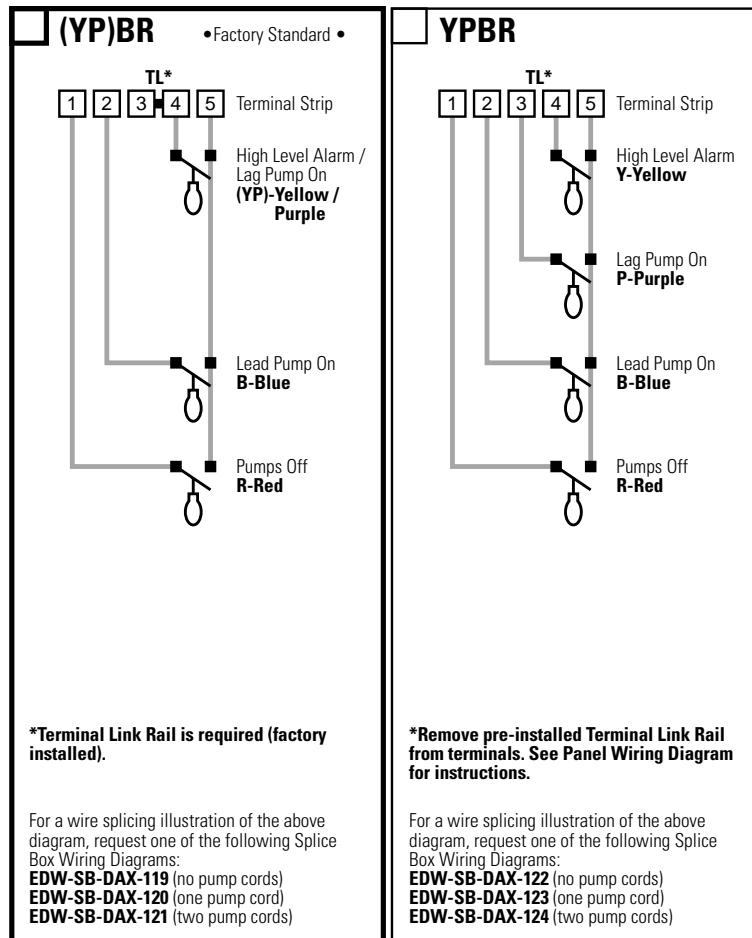 (YP)BR •Factory Standard •
TL*
1 2 3 4 5 Terminal Strip
High Level Alarm /
Lag Pump On
(YP)-Yellow /
Purple
Lead Pump On
B-Blue
Pumps Off
R-Red
*Terminal Link Rail is required (factory
installed).
For a wire splicing illustration of the above
diagram, request one of the following Splice
Box Wiring Diagrams:
EDW-SB-DAX-119 (no pump cords)
EDW-SB-DAX-120 (one pump cord)
EDW-SB-DAX-121 (two pump cords)
YPBR
TL*
1 2 3 4 5 Terminal Strip
High Level Alarm
Y-Yellow
Lag Pump On
P-Purple
Lead Pump On
B-Blue
Pumps Off
R-Red
*Remove pre-installed Terminal Link Rail
from terminals. See Panel Wiring Diagram
for instructions.
For a wire splicing illustration of the above
diagram, request one of the following Splice
Box Wiring Diagrams:
EDW-SB-DAX-122 (no pump cords)
EDW-SB-DAX-123 (one pump cord)
EDW-SB-DAX-124 (two pump cords)